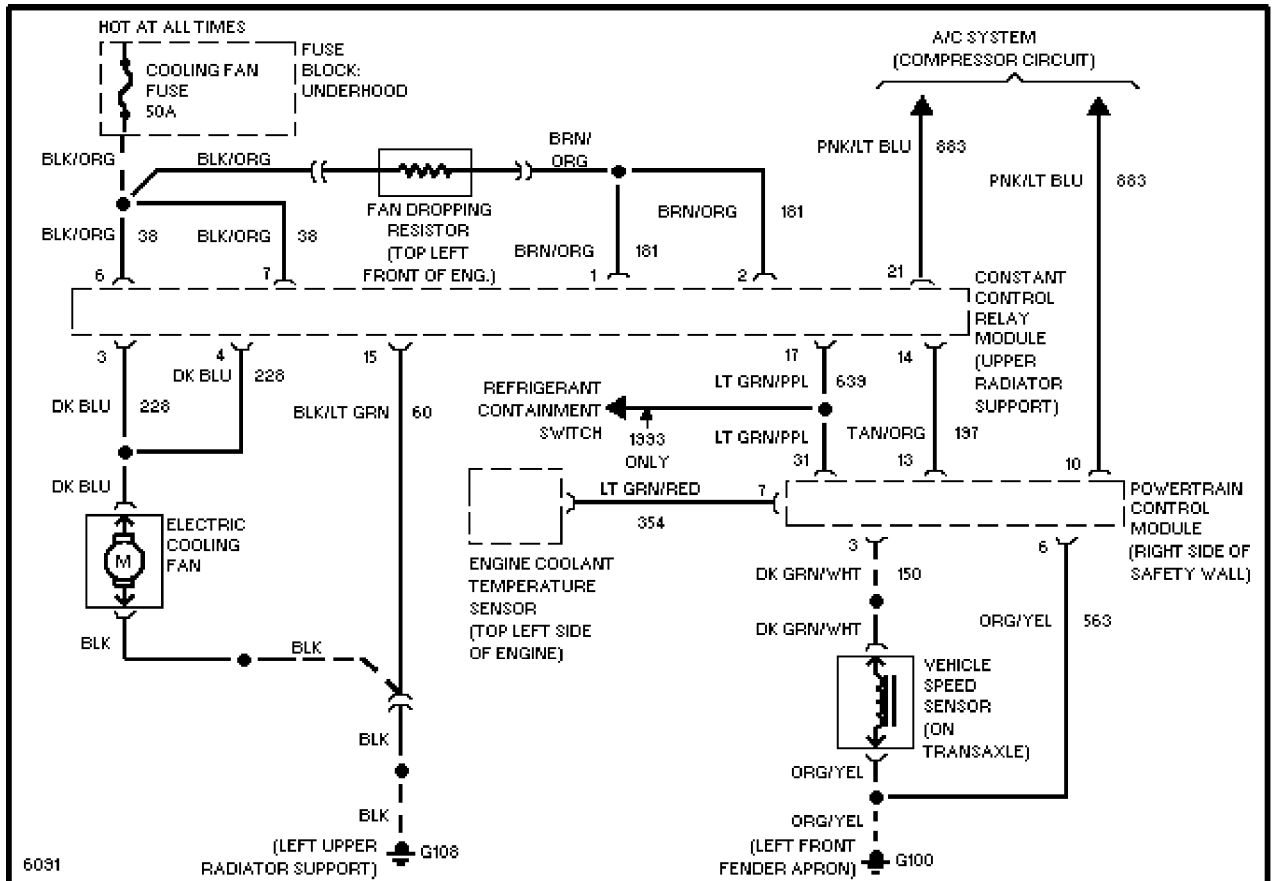 HOT AT ALL TIMES
FUSE
BLOCK:
UNDERHOOD
COOLING FAN
FUSE
50A
A/C SYSTEM
(COMPRESSOR CIRCUIT)
BLK/ORG
BLK/ORG
BRN/
ORG
PNK/LT BLU
883
PNK/LT BLU
883
FAN DROPPING
RESISTOR
(TOP LEFT
FRONT OF ENG.)
BLK/ORG
38
BLK/ORG
38
BRN/ORG
181
BRN/ORG
181
6
7
1
2
21
CONSTANT
CONTROL
RELAY
MODULE
(UPPER
RADIATOR
SUPPORT)
3
4
15
17
14
DK BLU
228
DK BLU
228
BLK/LT GRN
60
LT GRN/PPL
639
REFRIGERANT
CONTAINMENT
SWITCH
1993
ONLY
LT GRN/PPL
TAN/ORG
197
31
13
10
DK BLU
LT GRN/RED
354
7
POWERTRAIN
CONTROL
MODULE
(RIGHT SIDE OF
SAFETY WALL)
ELECTRIC
COOLING
FAN
M
ENGINE COOLANT
TEMPERATURE
SENSOR
(TOP LEFT SIDE
OF ENGINE)
3
6
DK GRN/WHT
150
DK GRN/WHT
ORG/YEL
563
BLK
BLK
VEHICLE
SPEED
SENSOR
(ON
TRANSAXLE)
BLK
ORG/YEL
BLK
ORG/YEL
(LEFT UPPER
RADIATOR SUPPORT)
G108
(LEFT FRONT
FENDER APRON)
G100
6091